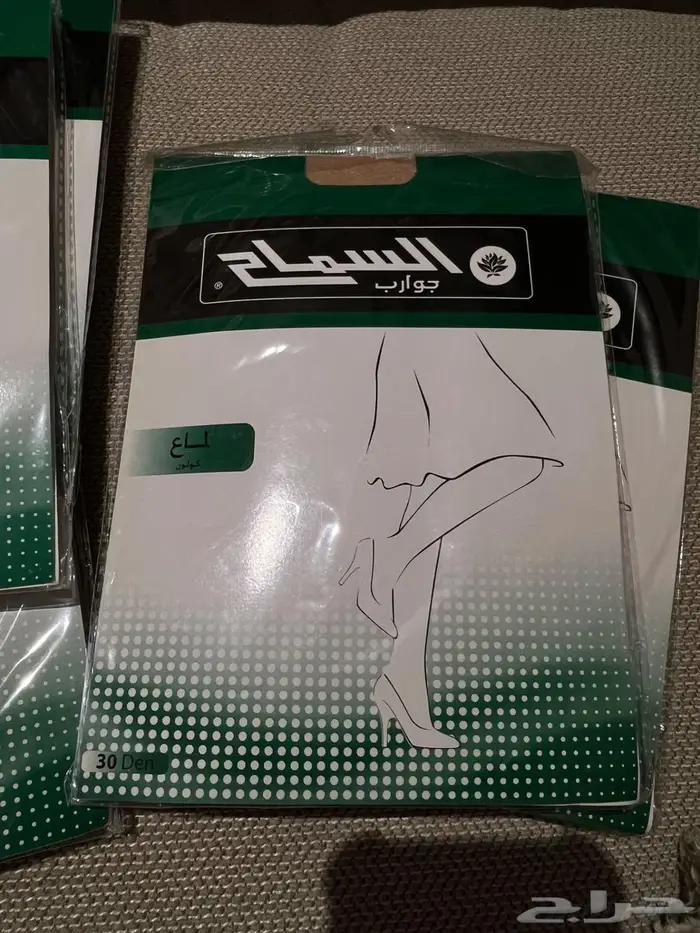 السماح
جوارب
®
لماع
كولون
30 Den
حراج